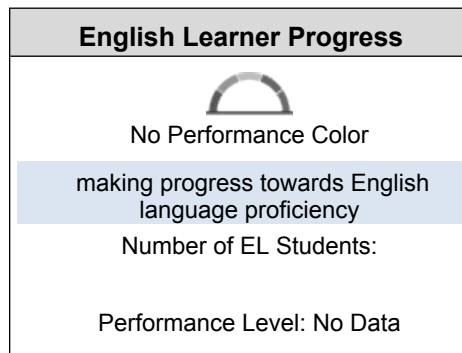 English Learner Progress
No Performance Color
making progress towards English
language proficiency
Number of EL Students:
Performance Level: No Data